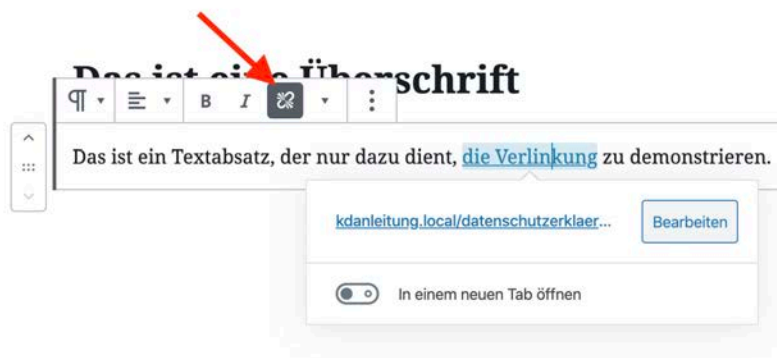 Das ist eine Überschrift
B I
Das ist ein Textabsatz, der nur dazu dient, die Verlinkung zu demonstrieren.
kdanleitung.local/datenschutzerklaer...
Bearbeiten
In einem neuen Tab öffnen